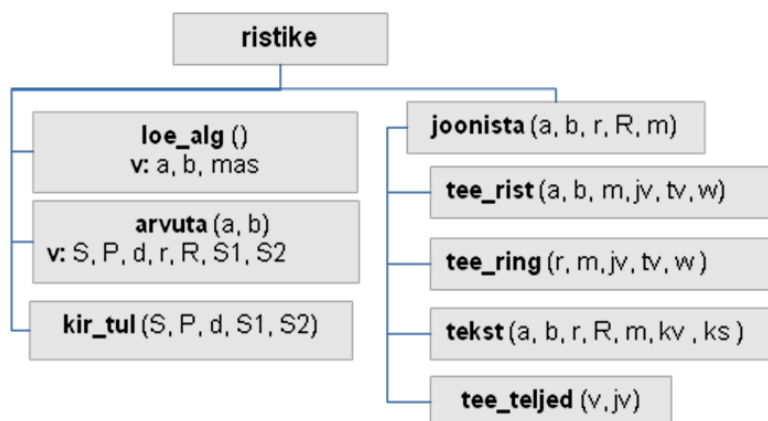 ristike
loe_alg ()
v: a, b, mas
arvuta (a, b)
v: S, P, d, r, R, S1, S2
kir_tul (S, P, d, S1, S2)
joonista (a, b, r, R, m)
tee_rist (a, b, m, jv, tv, w)
tee_ring (r, m, jv, tv, w)
tekst (a, b, r, R, m, kv , ks )
tee_teljed (v, jv)